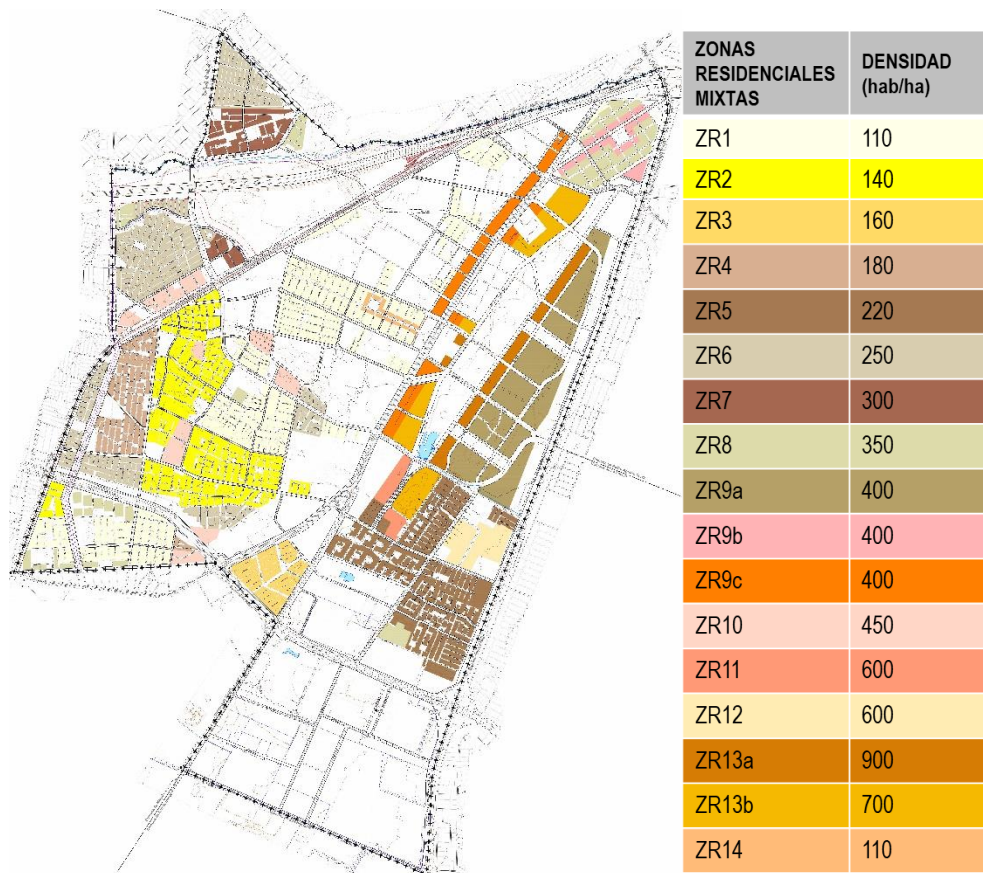 ZONAS
RESIDENCIALES
MIXTAS
DENSIDAD
(hab/ha)
ZR1 110
ZR2 140
ZR3 160
ZR4 180
ZR5 220
ZR6 250
ZR7 300
ZR8 350
ZR9a 400
ZR9b 400
ZR9c 400
ZR10 450
ZR11 600
ZR12 600
ZR13a 900
ZR13b 700
ZR14 110